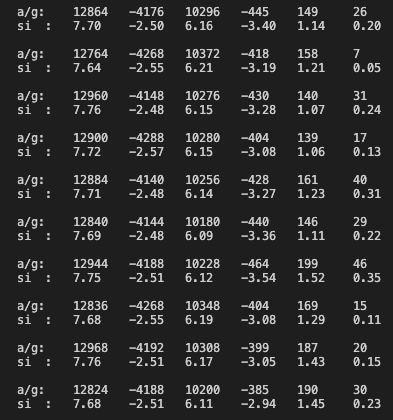 a/g: 12864 -4176 10296 -445 149 26
si : 7.70 -2.50 6.16 -3.40 1.14 0.20
a/g: 12764 -4268 10372 -418 158 7
si : 7.64 -2.55 6.21 -3.19 1.21 0.05
a/g: 12960 -4148 10276 -430 140 31
si : 7.76 -2.48 6.15 -3.28 1.07 0.24
a/g: 12900 -4288 10280 -404 139 17
si : 7.72 -2.57 6.15 -3.08 1.06 0.13
a/g: 12884 -4140 10256 -428 161 40
si : 7.71 -2.48 6.14 -3.27 1.23 0.31
a/g: 12840 -4144 10180 -440 146 29
si : 7.69 -2.48 6.09 -3.36 1.11 0.22
a/g: 12944 -4188 10228 -464 199 46
si : 7.75 -2.51 6.12 -3.54 1.52 0.35
a/g: 12836 -4268 10348 -404 169 15
si : 7.68 -2.55 6.19 -3.08 1.29 0.11
a/g: 12968 -4192 10308 -399 187 20
si : 7.76 -2.51 6.17 -3.05 1.43 0.15
a/g: 12824 -4188 10200 -385 190 30
si : 7.68 -2.51 6.11 -2.94 1.45 0.23